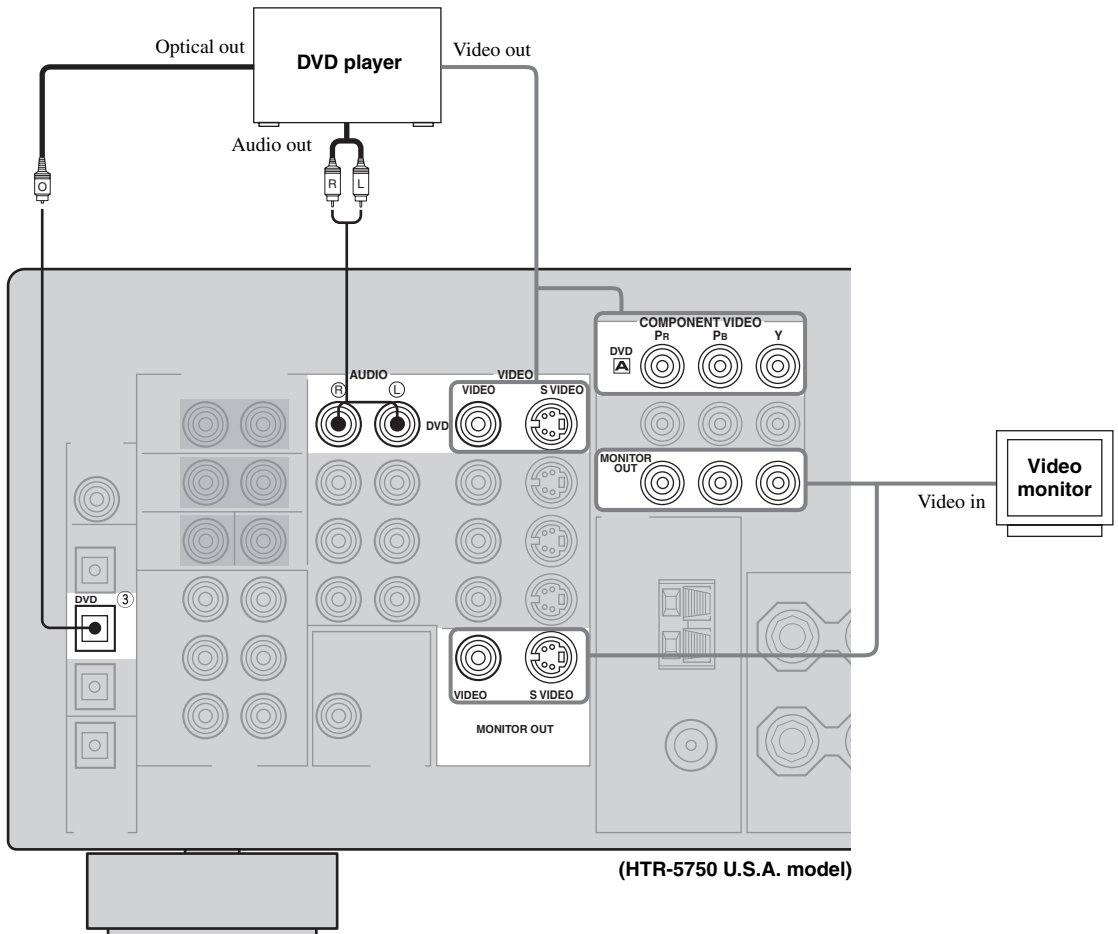 Optical out
DVD player
Video out
Audio out
O
R L
COMPONENT VIDEO
PR PB Y
DVD
A
AUDIO
VIDEO
R L
VIDEO S VIDEO
DVD
MONITOR
OUT
Video
monitor
Video in
DVD 3
VIDEO S VIDEO
MONITOR OUT
(HTR-5750 U.S.A. model)